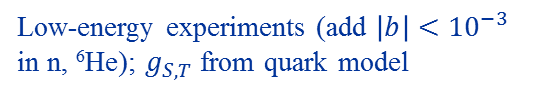 Low-energy experiments (add |b| < 10⁻³
in n, ⁶He); g_{S,T} from quark model